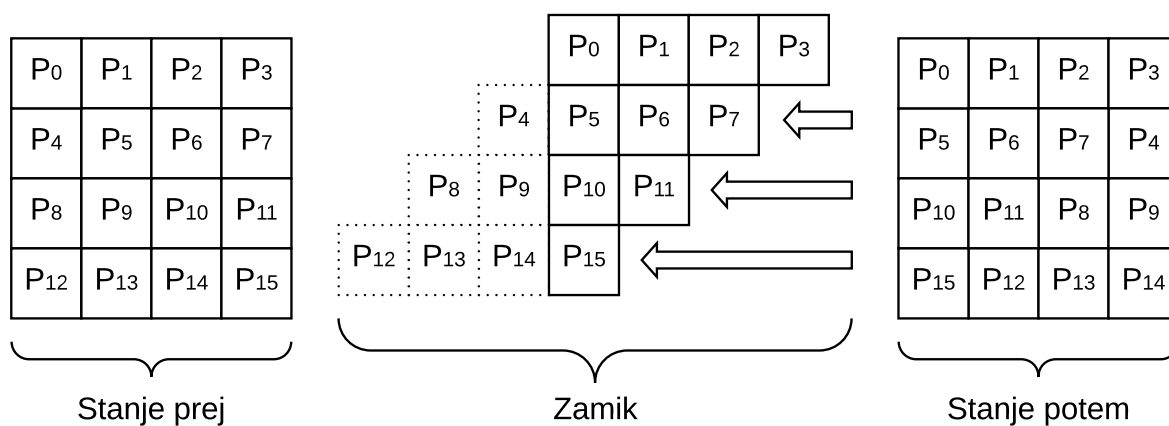 P0 P1 P2 P3
P4 P5 P6 P7
P8 P9 P10 P11
P12 P13 P14 P15
Stanje prej
P0 P1 P2 P3
P4 P5 P6 P7
P8 P9 P10 P11
P12 P13 P14 P15
Zamik
P0 P1 P2 P3
P5 P6 P7 P4
P10 P11 P8 P9
P15 P12 P13 P14
Stanje potem